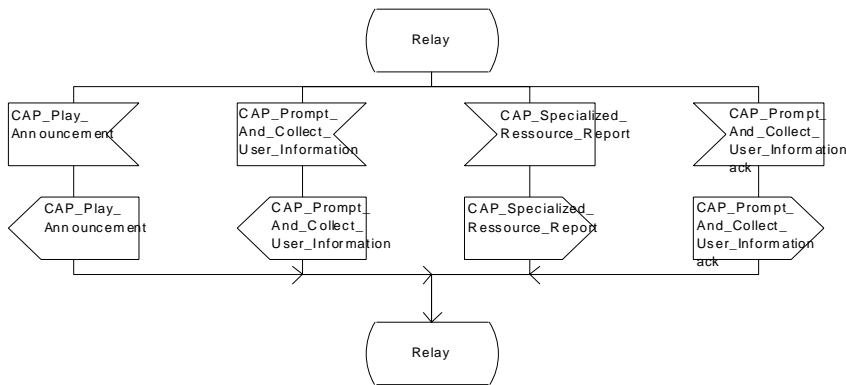 Relay
CAP_Play_
Announcement
CAP_Prompt_
And_Collect_
User_Information
CAP_Specialized_
Ressource_Report
CAP_Prompt_
And_Collect_
User_Information
ack
CAP_Play_
Announcement
CAP_Prompt_
And_Collect_
User_Information
CAP_Specialized_
Ressource_Report
CAP_Prompt_
And_Collect_
User_Information
ack
Relay